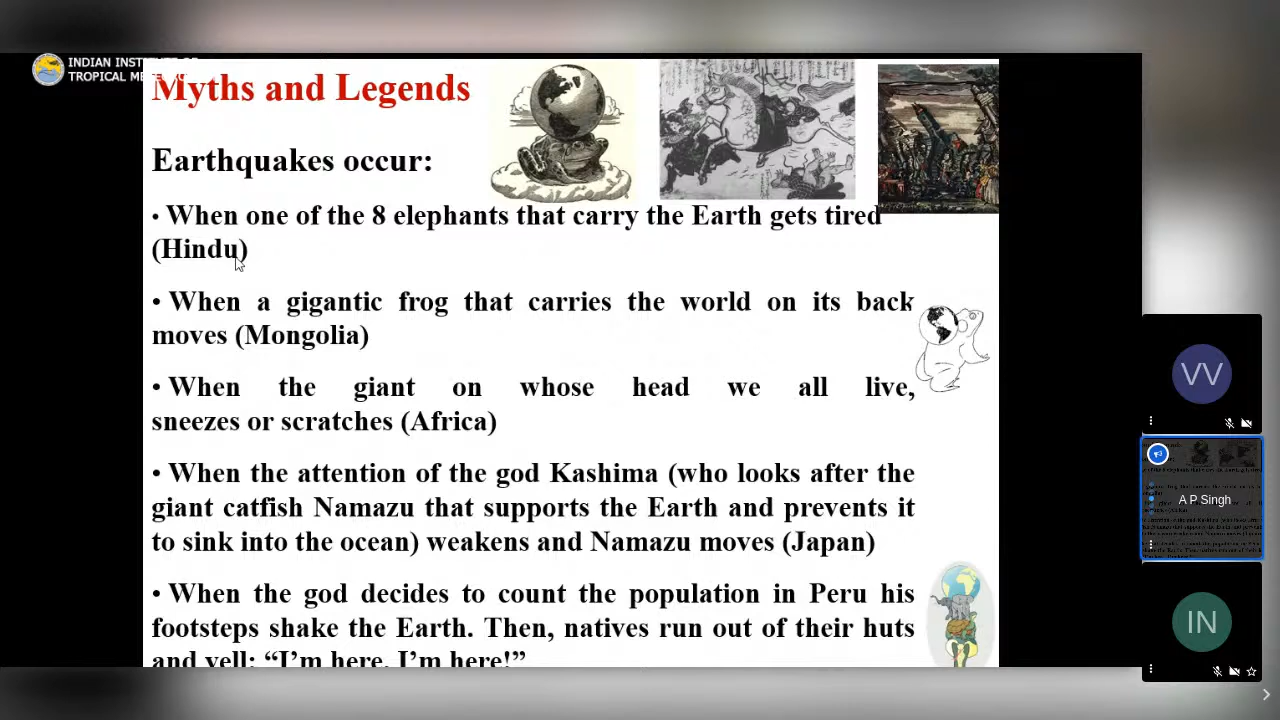 INDIAN INSTITUTE OF
TROPICAL ME
Myths and Legends
Earthquakes occur:
• When one of the 8 elephants that carry the Earth gets tired
(Hindu)
• When a gigantic frog that carries the world on its back
moves (Mongolia)
• When the giant on whose head we all live,
sneezes or scratches (Africa)
• When the attention of the god Kashima (who looks after the
giant catfish Namazu that supports the Earth and prevents it
to sink into the ocean) weakens and Namazu moves (Japan)
• When the god decides to count the population in Peru his
footsteps shake the Earth. Then, natives run out of their huts
and yell: “I’m here, I’m here!”
VV
A P Singh
IN